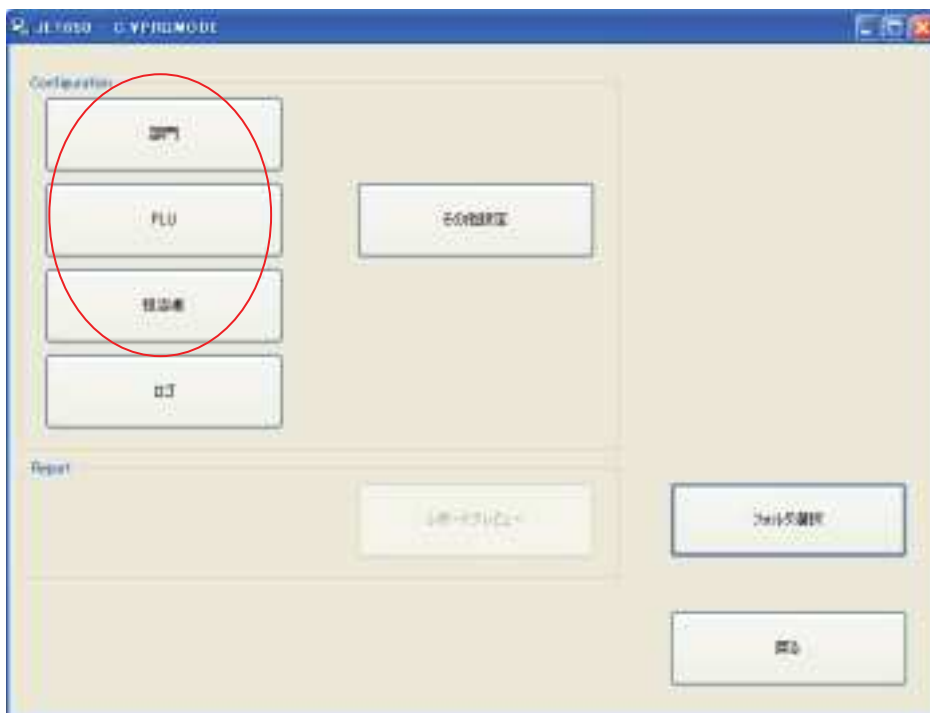 Configuration
部門
PLU
その他設定
担当者
ロゴ
Report
レポートプレビュー
フォルダ選択
戻る